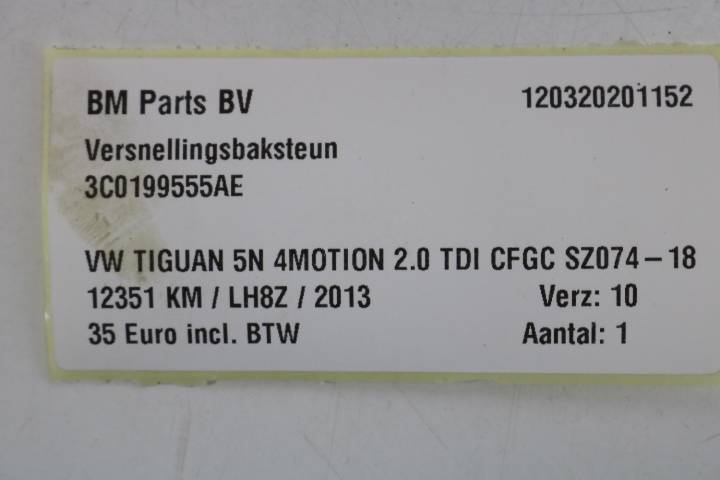 BM Parts BV 120320201152
Versnellingsbaksteun
3C0199555AE
VW TIGUAN 5N 4MOTION 2.0 TDI CFGC SZ074-18
12351 KM / LH8Z / 2013 Verz: 10
35 Euro incl. BTW Aantal: 1